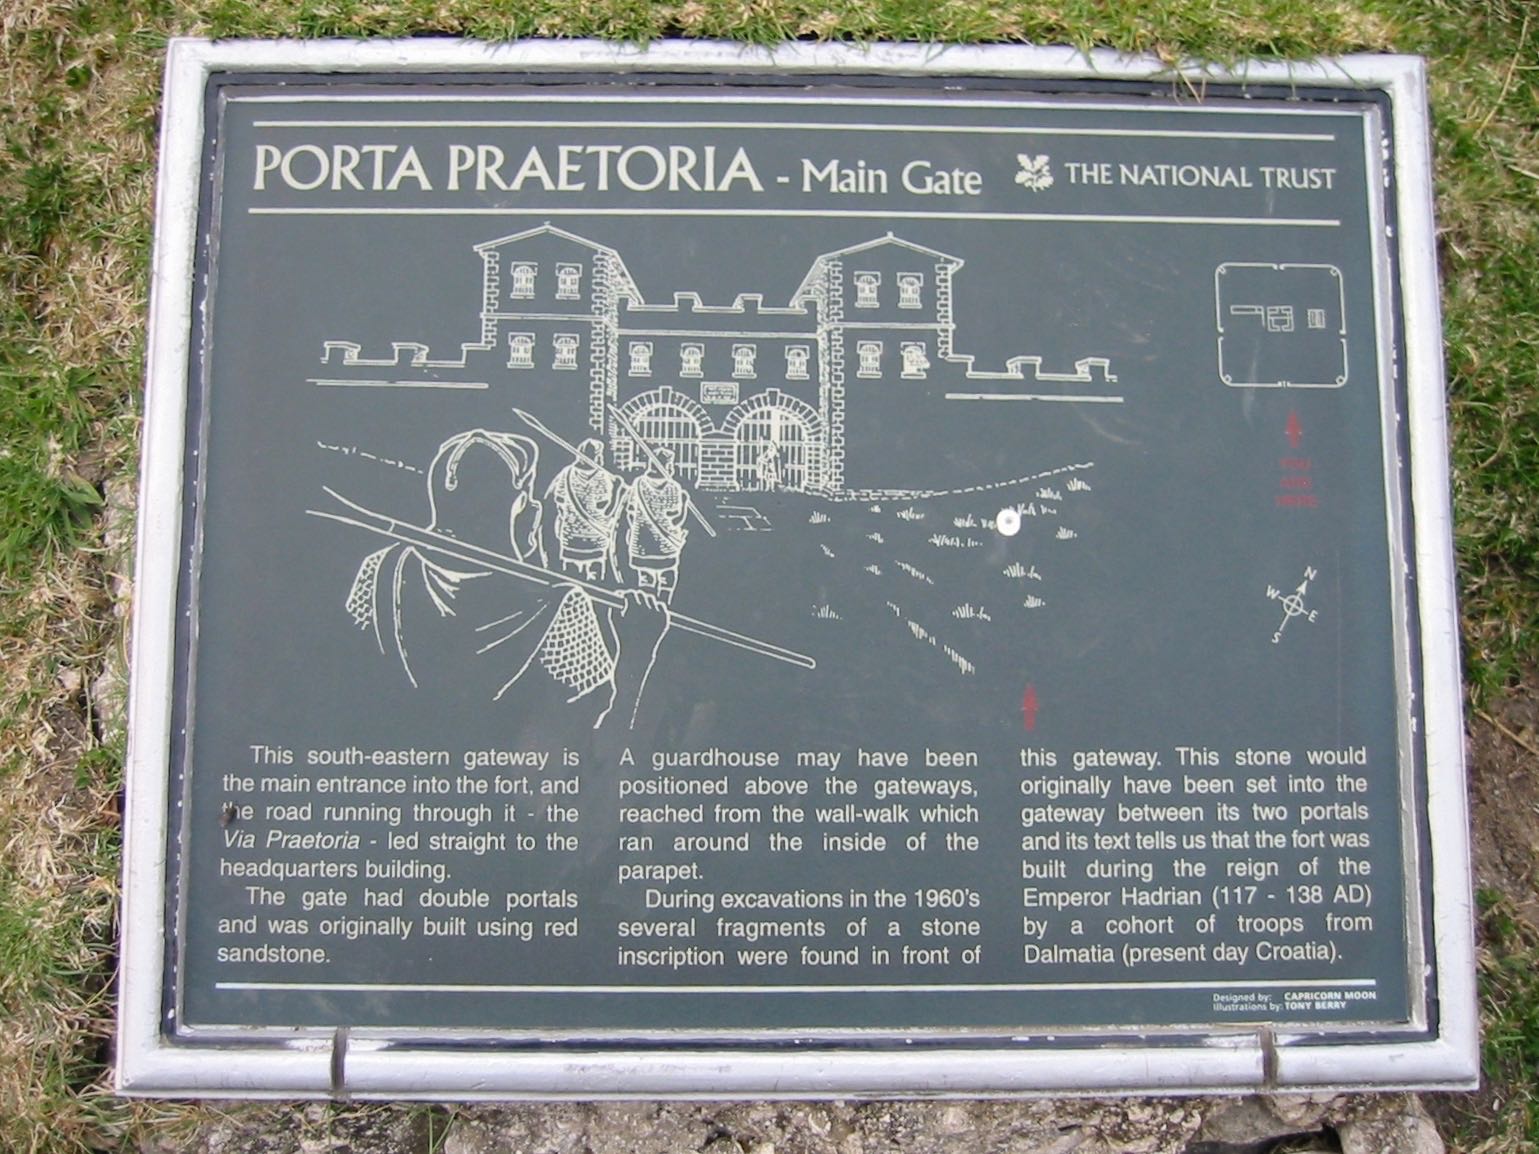 PORTA PRAETORIA - Main Gate
THE NATIONAL TRUST
YOU
ARE
HERE
N
W
E
S
This south-eastern gateway is
the main entrance into the fort, and
the road running through it - the
Via Praetoria - led straight to the
headquarters building.
The gate had double portals
and was originally built using red
sandstone.
A guardhouse may have been
positioned above the gateways,
reached from the wall-walk which
ran around the inside of the
parapet.
During excavations in the 1960's
several fragments of a stone
inscription were found in front of
this gateway. This stone would
originally have been set into the
gateway between its two portals
and its text tells us that the fort was
built during the reign of the
Emperor Hadrian (117 - 138 AD)
by a cohort of troops from
Dalmatia (present day Croatia).
Designed by: CAPRICORN MOON
Illustrations by: TONY BERRY